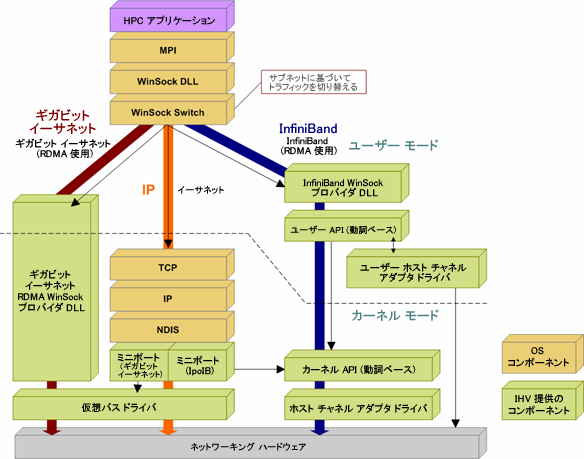 HPC アプリケーション
MPI
WinSock DLL
WinSock Switch
サブネットに基づいて
トラフィックを切り替える
ギガビット
イーサネット
ギガビット イーサネット
(RDMA 使用)
InfiniBand
InfiniBand
(RDMA 使用)
ユーザー モード
IP
イーサネット
InfiniBand WinSock
プロバイダ DLL
ユーザー API (動詞ベース)
ユーザー ホスト チャネル
アダプタ ドライバ
ギガビット
イーサネット
RDMA WinSock
プロバイダ DLL
TCP
IP
NDIS
カーネル モード
ミニポート
(ギガビット
イーサネット)
ミニポート
(IpoIB)
カーネル API (動詞ベース)
仮想バス ドライバ
ホスト チャネル アダプタ ドライバ
ネットワーキング ハードウェア
OS
コンポーネント
IHV 提供の
コンポーネント